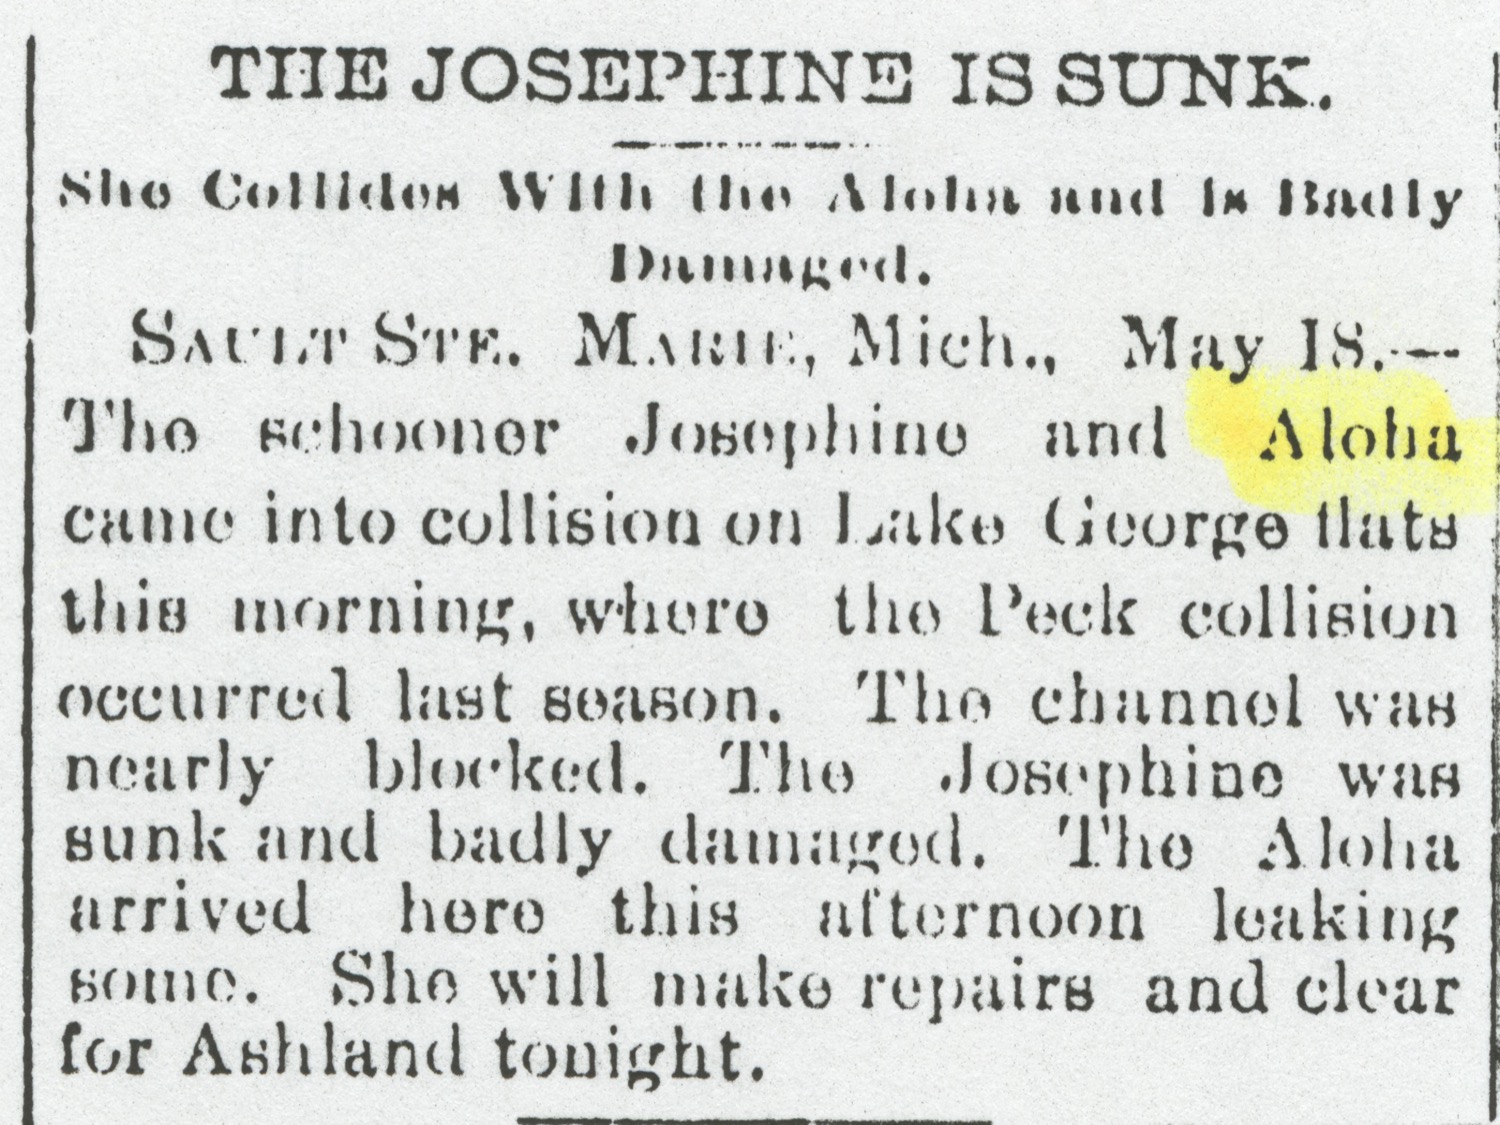 THE JOSEPHINE IS SUNK.
She Collides With the Aloha and is Badly
Damaged.
SAULT STE. MARIE, Mich., May 18.—
The schooner Josephine and Aloha
came into collision on Lake George flats
this morning, where the Peck collision
occurred last season. The channel was
nearly blocked. The Josephine was
sunk and badly damaged. The Aloha
arrived here this afternoon leaking
some. She will make repairs and clear
for Ashland tonight.